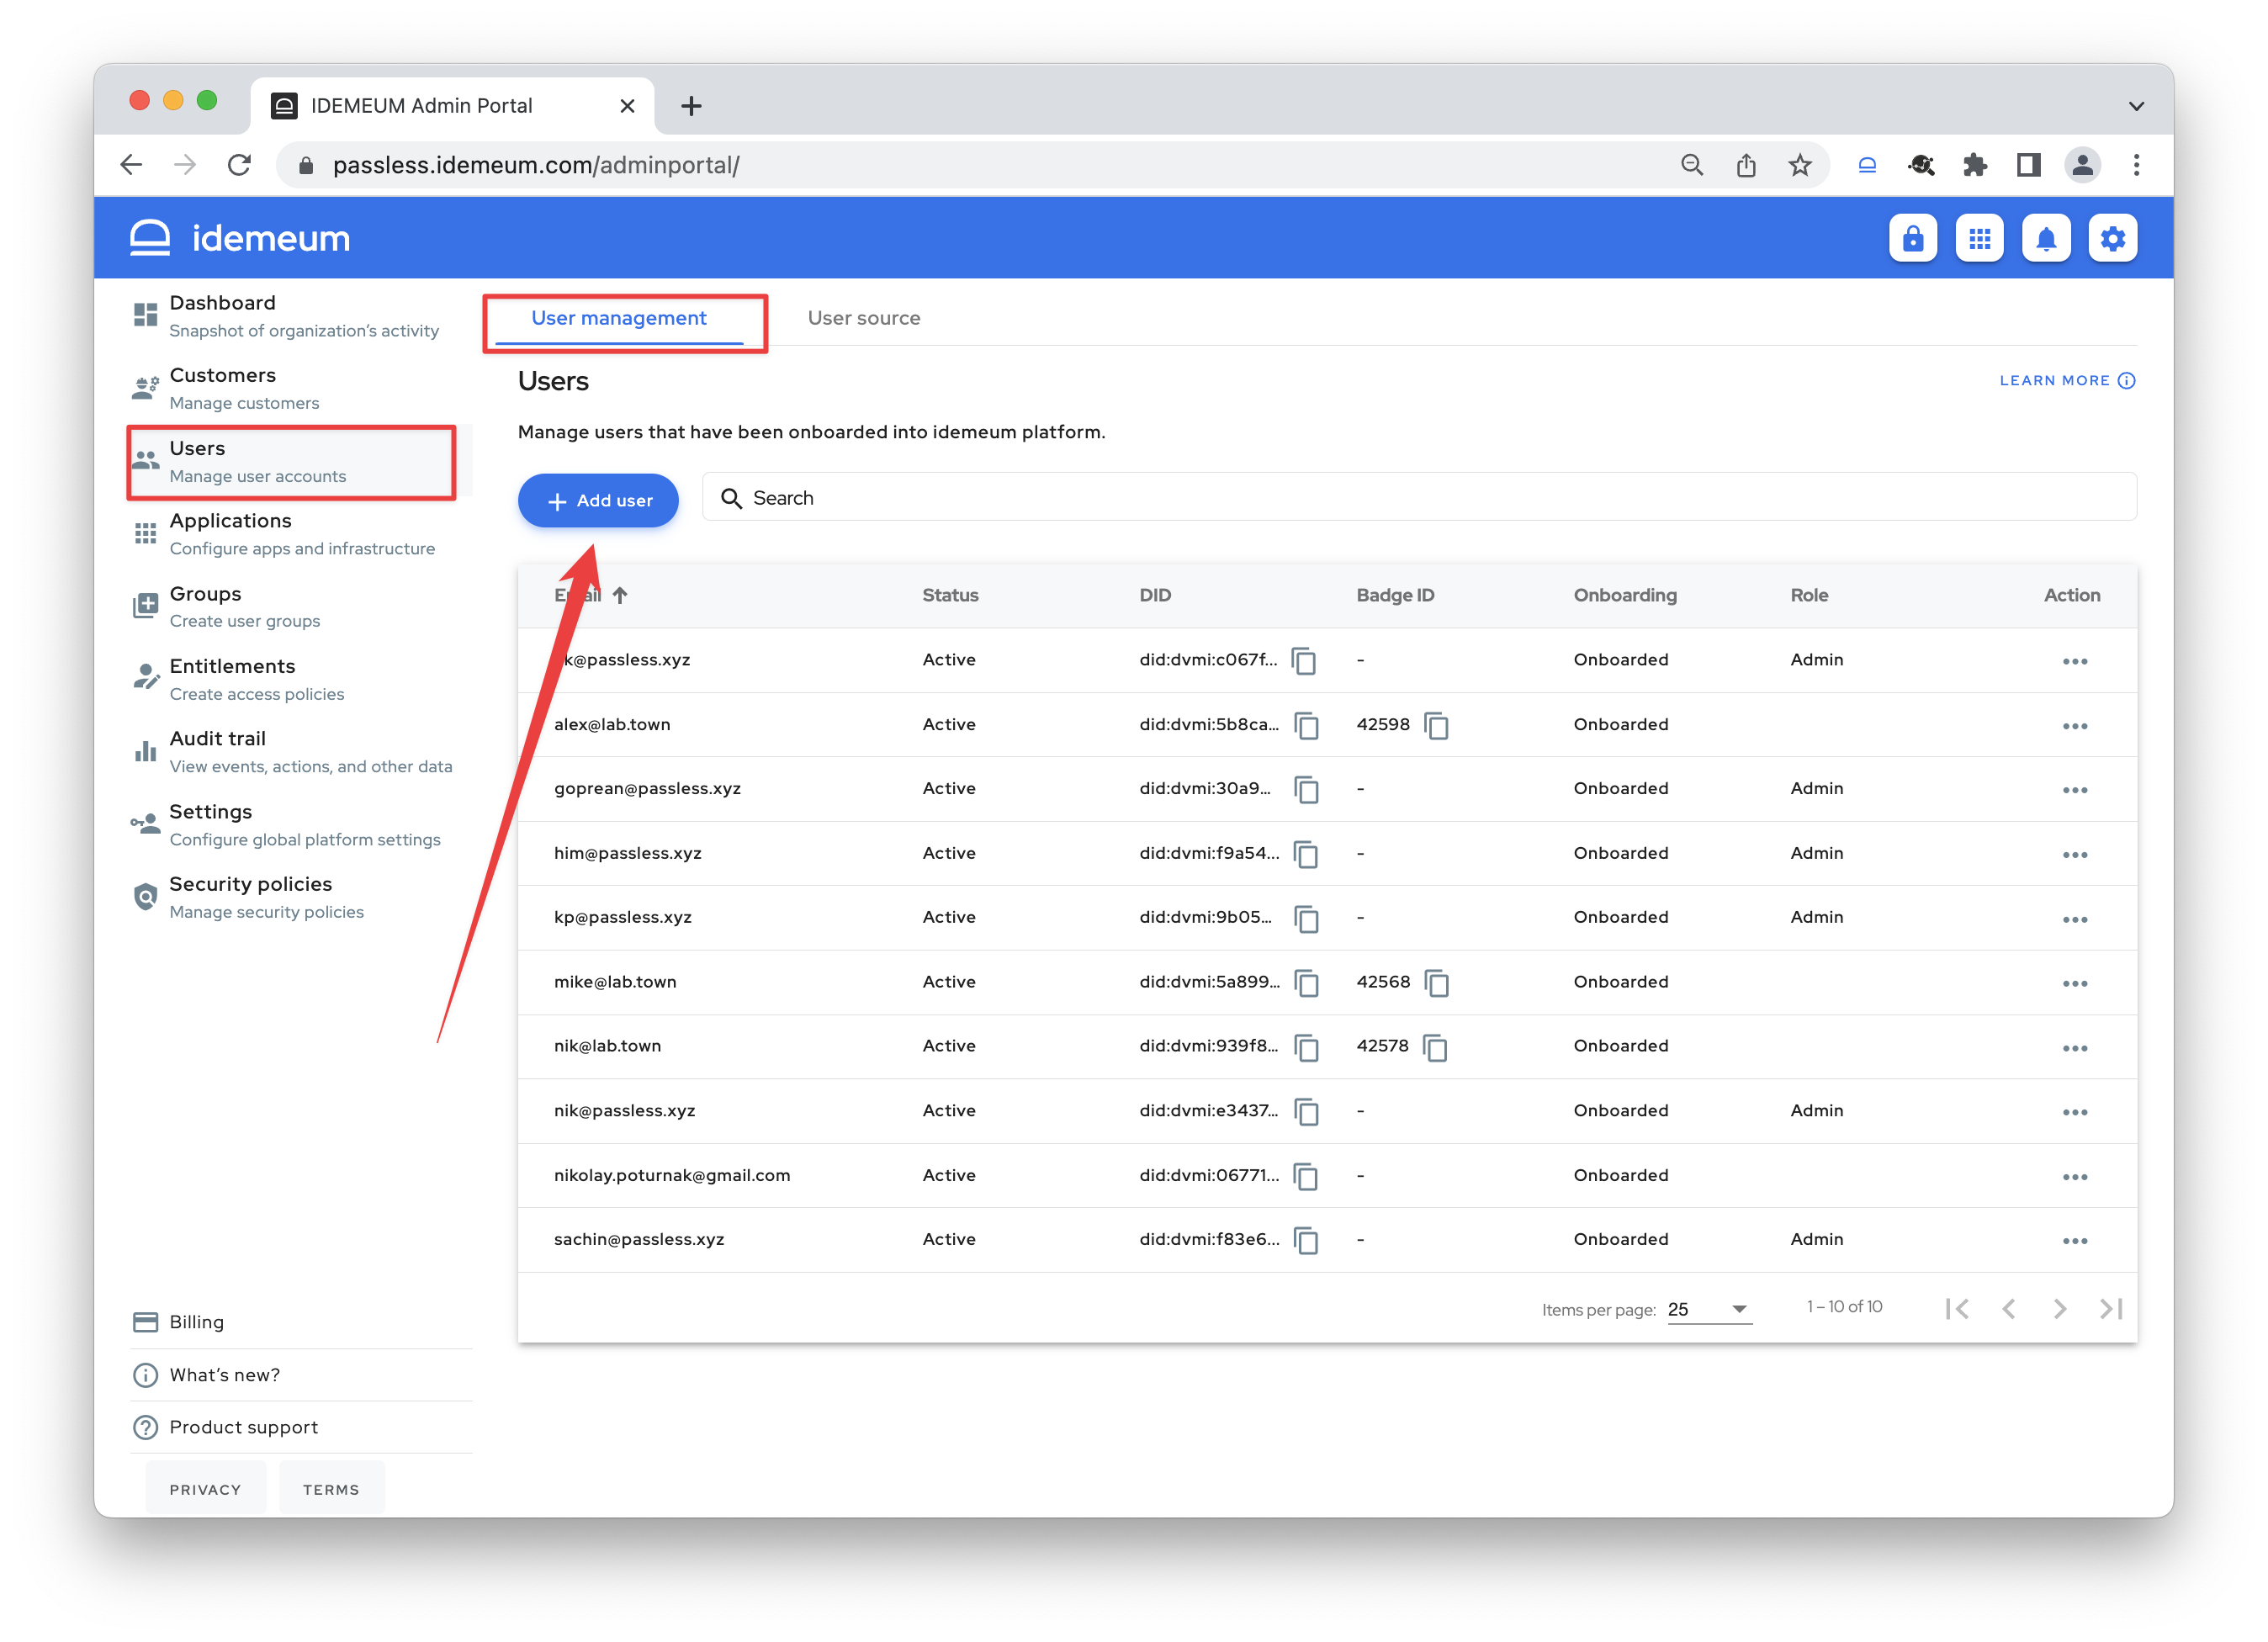 IDEMEUM Admin Portal
passless.idemeum.com/adminportal/
idemeum
Dashboard
Snapshot of organization's activity
Customers
Manage customers
Users
Manage user accounts
Applications
Configure apps and infrastructure
Groups
Create user groups
Entitlements
Create access policies
Audit trail
View events, actions, and other data
Settings
Configure global platform settings
Security policies
Manage security policies
Billing
What's new?
Product support
PRIVACY TERMS
User management User source
Users
LEARN MORE
Manage users that have been onboarded into idemeum platform.
Add user
Search
Status DID Badge ID Onboarding Role Action
Active did:dvmi:c067f... - Onboarded Admin
alex@lab.town Active did:dvmi:5b8ca... 42598 Onboarded
goprean@passless.xyz Active did:dvmi:30a9... - Onboarded Admin
him@passless.xyz Active did:dvmi:f9a54... - Onboarded Admin
kp@passless.xyz Active did:dvmi:9b05... - Onboarded Admin
mike@lab.town Active did:dvmi:5a899... 42568 Onboarded
nik@lab.town Active did:dvmi:939f8... 42578 Onboarded
nik@passless.xyz Active did:dvmi:e3437... - Onboarded Admin
nikolay.poturnak@gmail.com Active did:dvmi:06771... - Onboarded
sachin@passless.xyz Active did:dvmi:f83e6... - Onboarded Admin
Items per page: 25 1 – 10 of 10